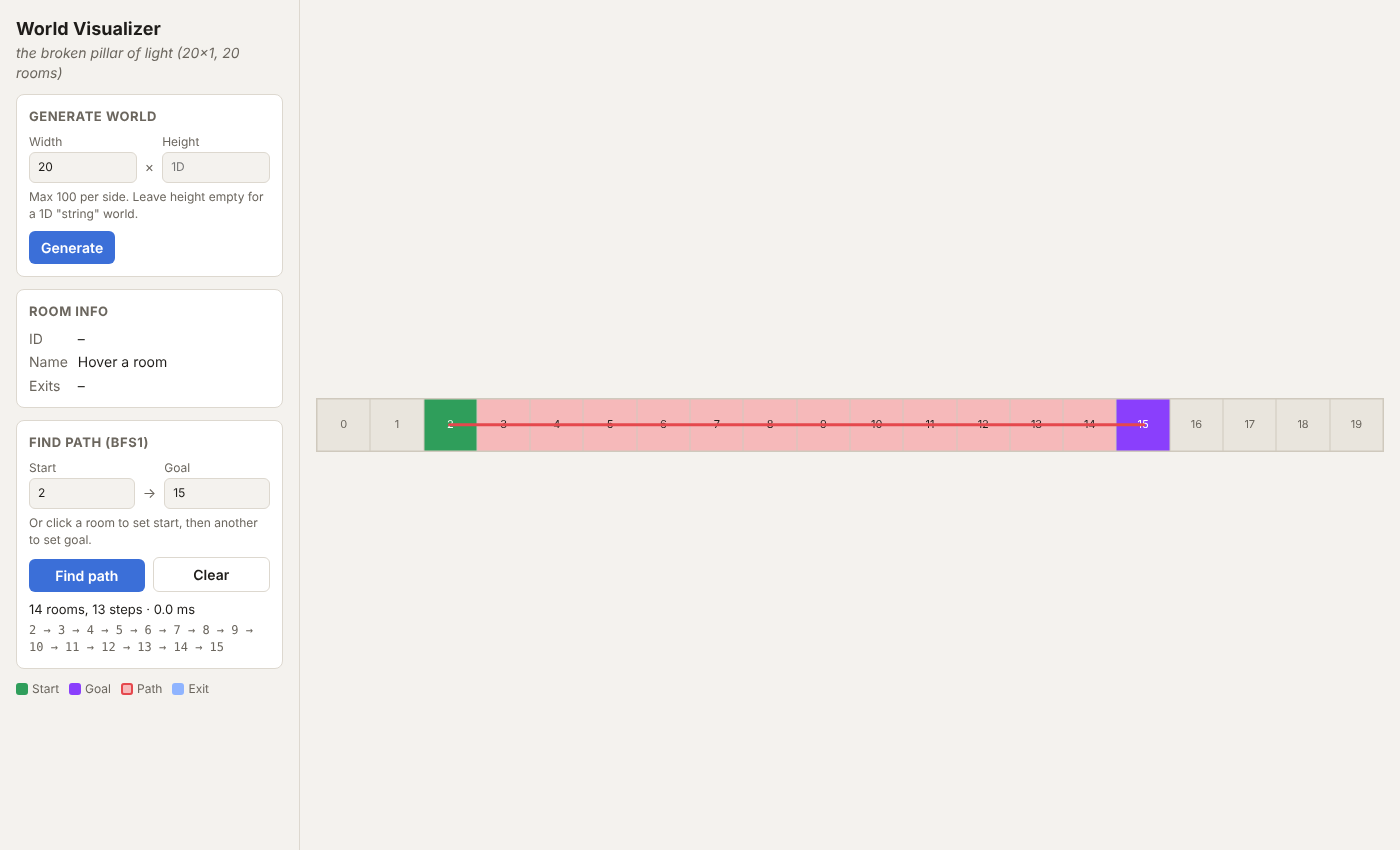 World Visualizer
the broken pillar of light (20×1, 20
rooms)
GENERATE WORLD
Width Height
20 × 1D
Max 100 per side. Leave height empty for
a 1D "string" world.
Generate
ROOM INFO
ID –
Name Hover a room
Exits –
FIND PATH (BFS1)
Start Goal
2 → 15
Or click a room to set start, then another
to set goal.
Find path Clear
14 rooms, 13 steps · 0.0 ms
2 → 3 → 4 → 5 → 6 → 7 → 8 → 9 →
10 → 11 → 12 → 13 → 14 → 15
Start Goal Path Exit
0 1 2 3 4 5 6 7 8 9 10 11 12 13 14 15 16 17 18 19